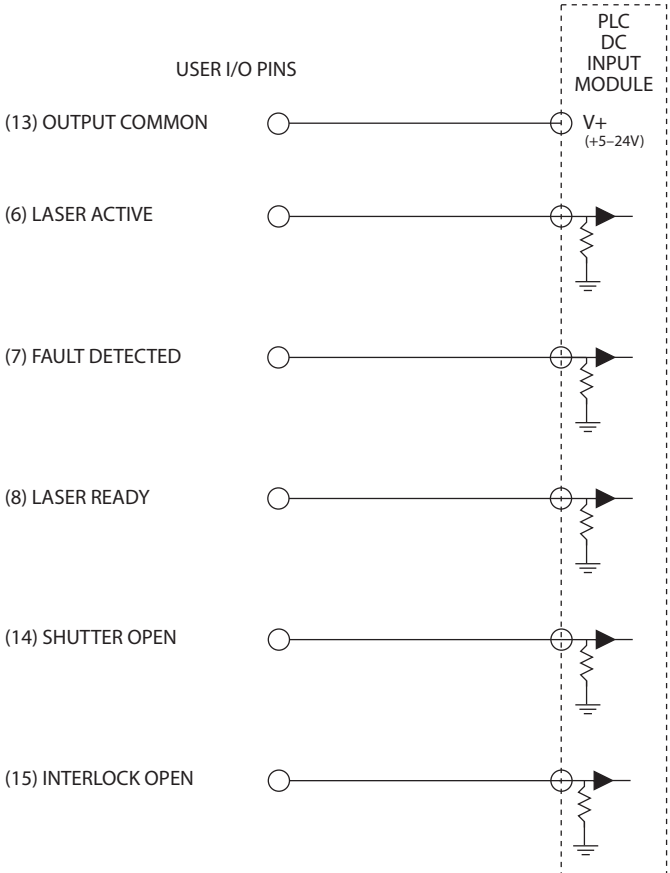 PLC
DC
INPUT
MODULE
USER I/O PINS
(13) OUTPUT COMMON
V+
(+5–24V)
(6) LASER ACTIVE
(7) FAULT DETECTED
(8) LASER READY
(14) SHUTTER OPEN
(15) INTERLOCK OPEN